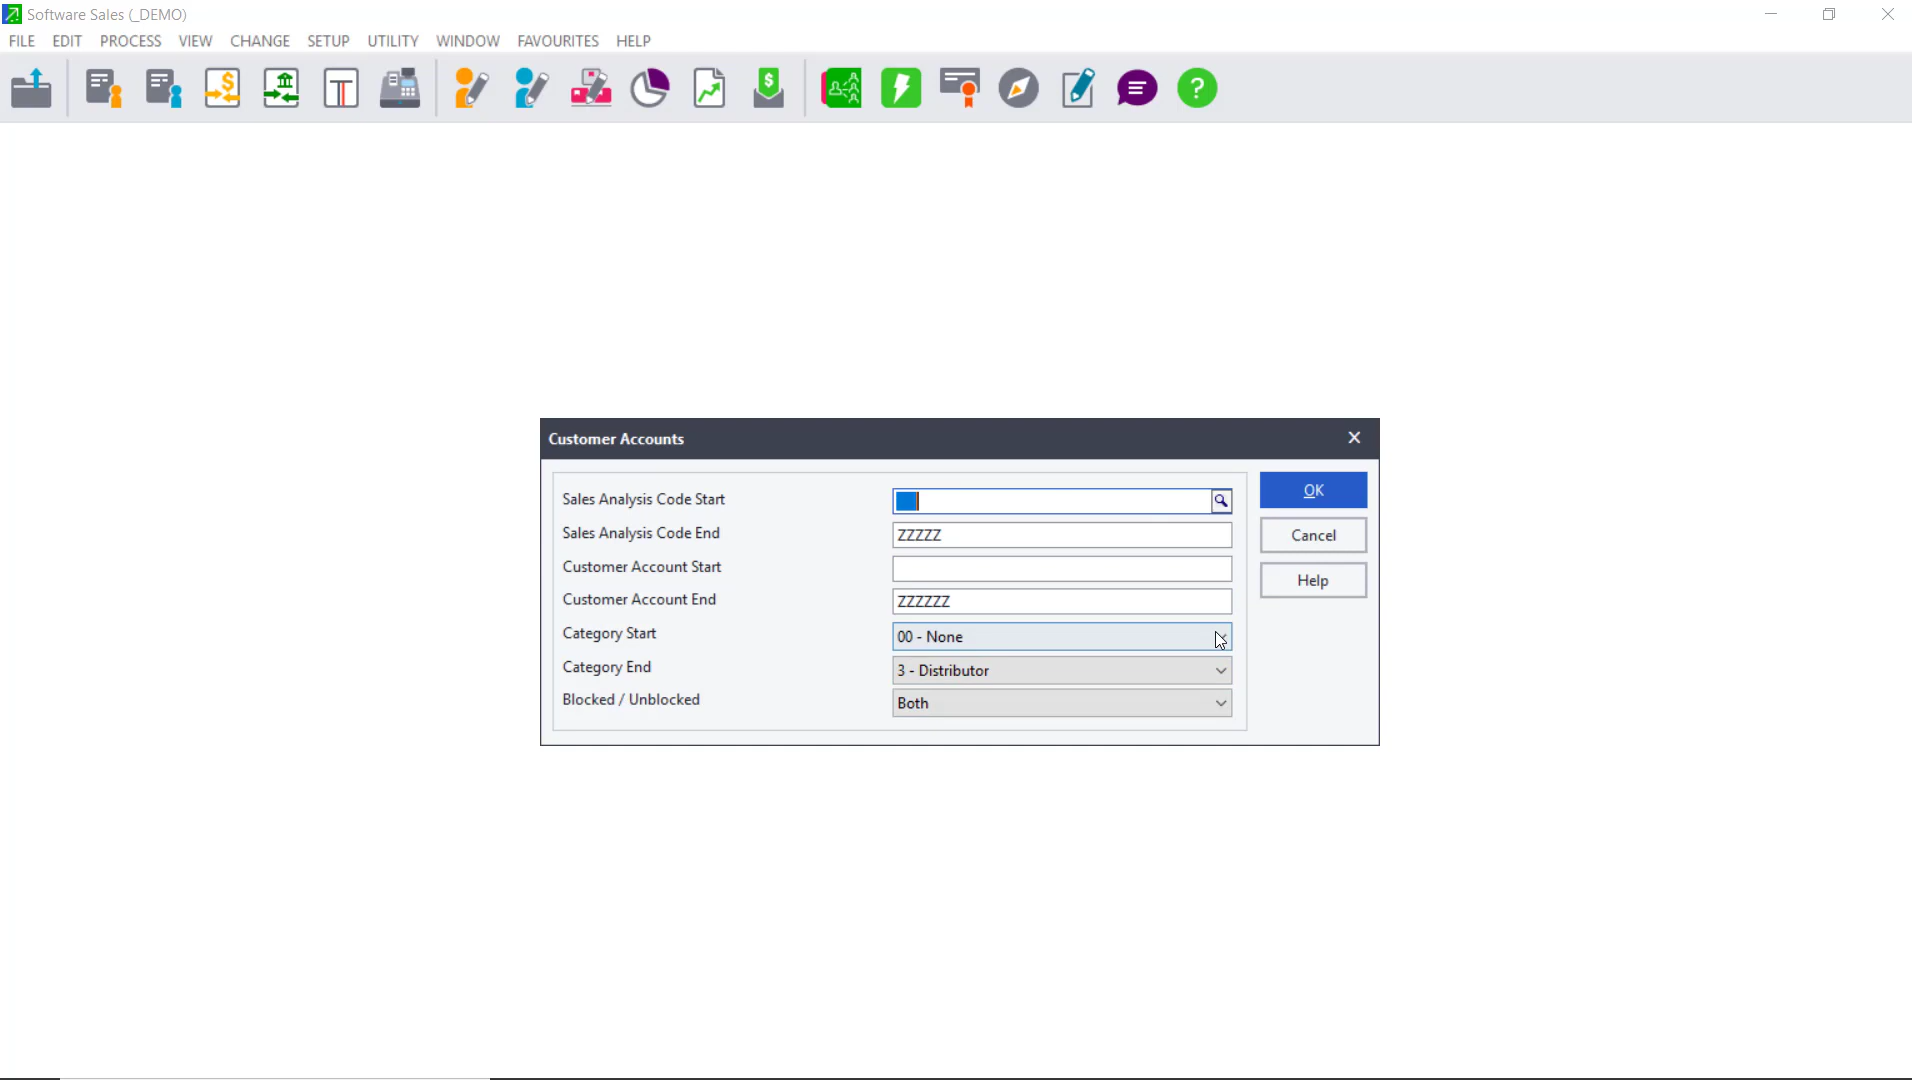 Software Sales (_DEMO)
FILE EDIT PROCESS VIEW CHANGE SETUP UTILITY WINDOW FAVOURITES HELP
Customer Accounts
Sales Analysis Code Start
OK
Sales Analysis Code End ZZZZZ
Cancel
Customer Account Start
Help
Customer Account End ZZZZZZ
Category Start 00 - None
Category End 3 - Distributor
Blocked / Unblocked Both